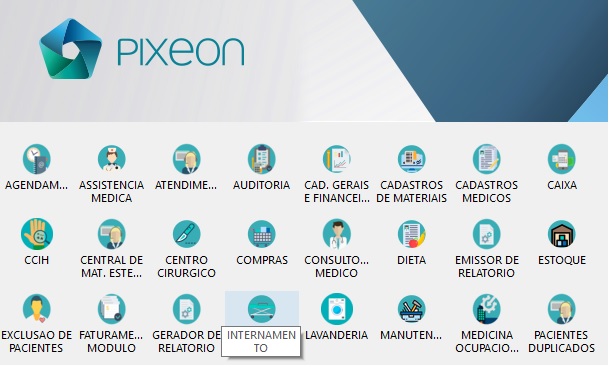 PIXEON
AGENDAM... ASSISTENCIA MEDICA ATENDIME... AUDITORIA CAD. GERAIS E FINANCEI... CADASTROS DE MATERIAIS CADASTROS MEDICOS CAIXA
CCIH CENTRAL DE MAT. ESTE... CENTRO CIRURGICO COMPRAS CONSULTO... MEDICO DIETA EMISSOR DE RELATORIO ESTOQUE
EXCLUSAO DE PACIENTES FATURAME... MODULO GERADOR DE RELATORIO INTERNAMENTO LAVANDERIA MANUTEN... MEDICINA OCUPACIO... PACIENTES DUPLICADOS